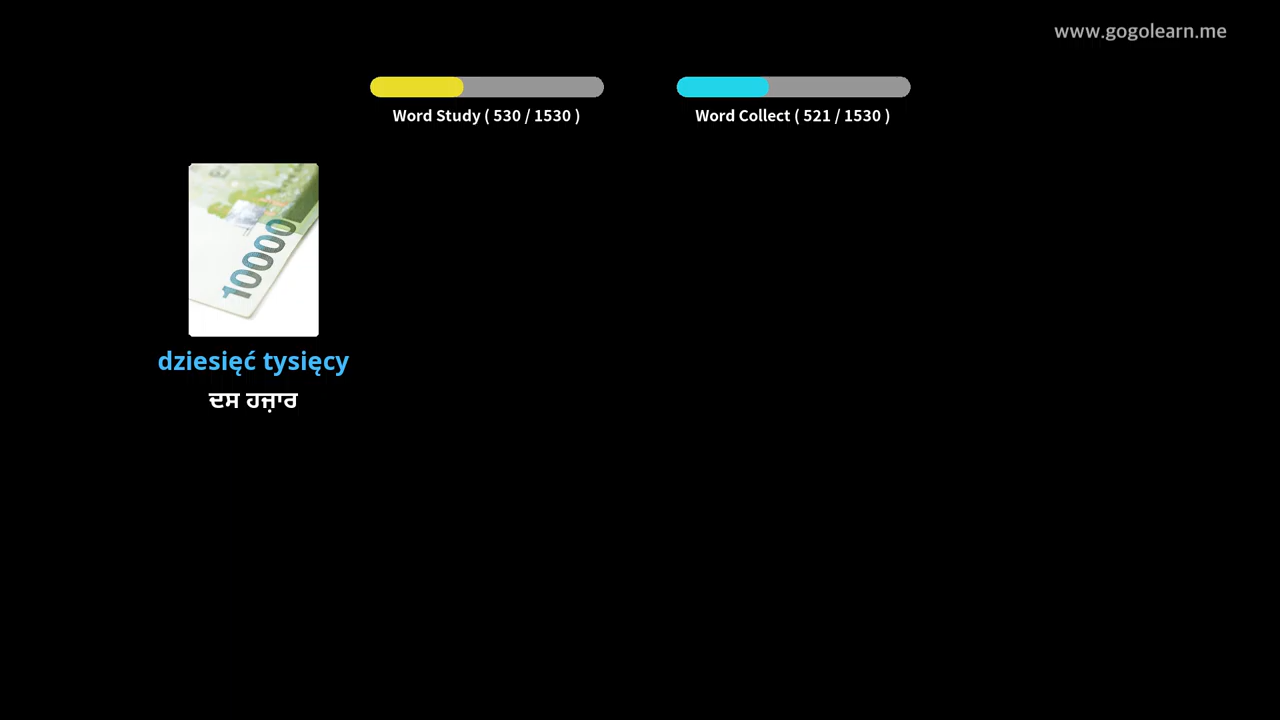 www.gogolearn.me
Word Study ( 530 / 1530 )
Word Collect ( 521 / 1530 )
10000
dziesięć tysięcy
ਦਸ ਹਜ਼ਾਰ